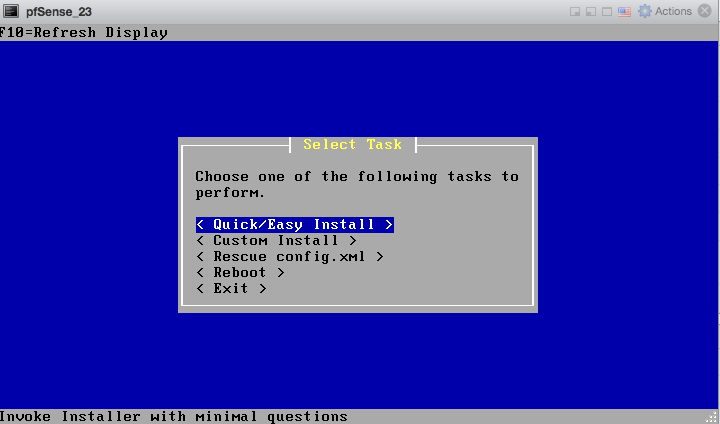 pfSense_23
Actions
F10=Refresh Display
Select Task
Choose one of the following tasks to
perform.
< Quick/Easy Install >
< Custom Install >
< Rescue config.xml >
< Reboot >
< Exit >
Invoke Installer with minimal questions